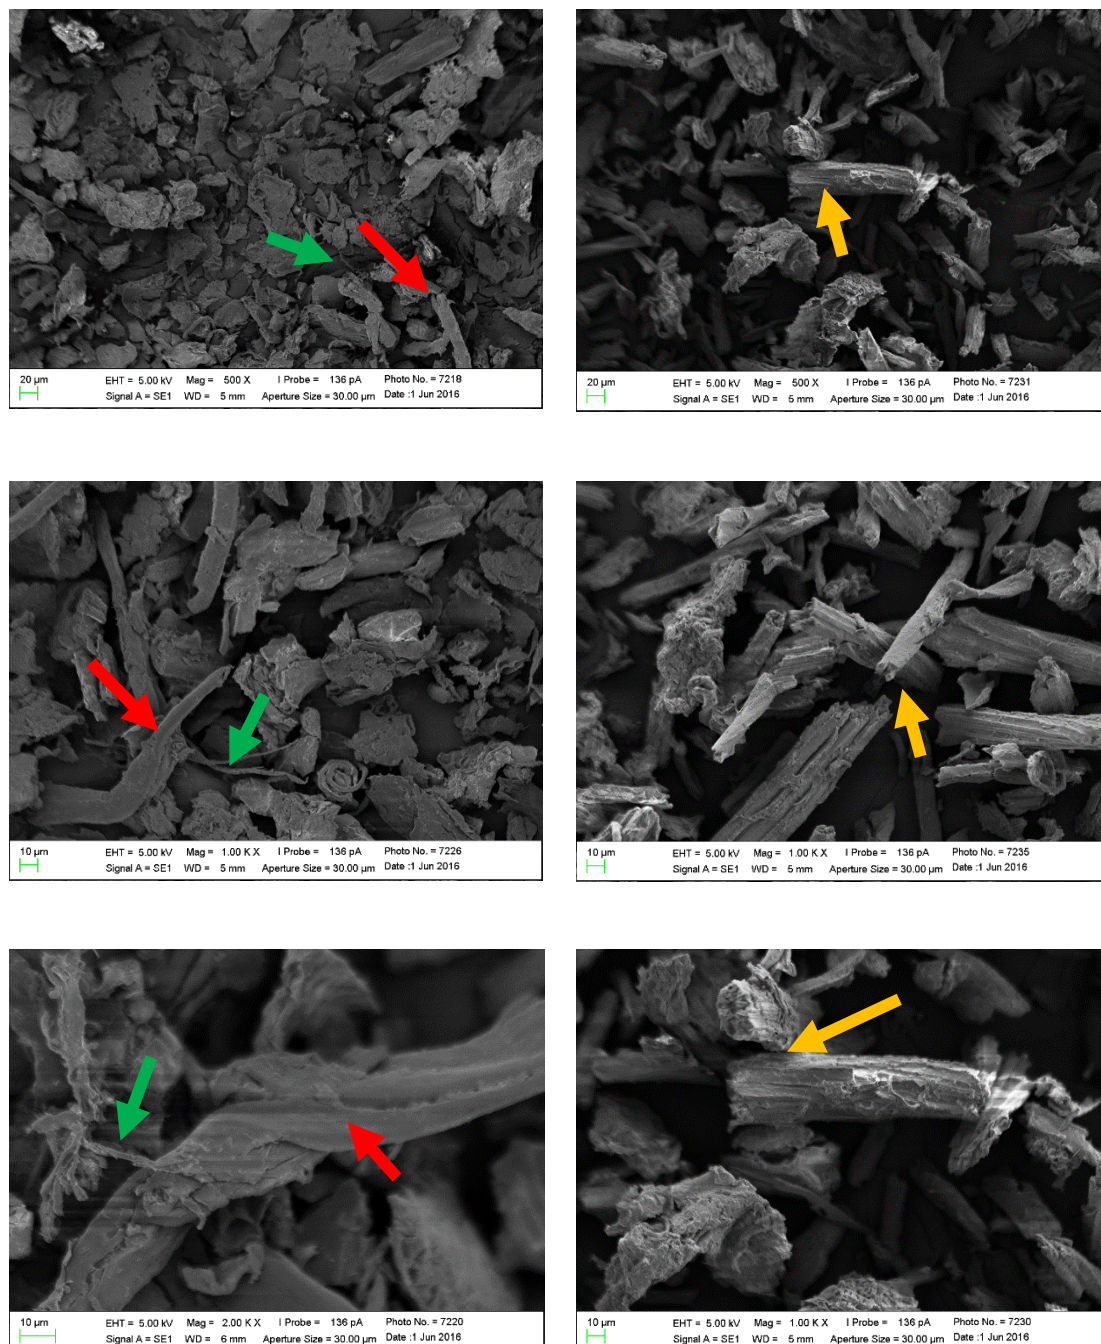 20 µm EHT = 5.00 kV Mag = 500 X I Probe = 136 pA Photo No. = 7218
Signal A = SE1 WD = 5 mm Aperture Size = 30.00 µm Date :1 Jun 2016
20 µm EHT = 5.00 kV Mag = 500 X I Probe = 136 pA Photo No. = 7231
Signal A = SE1 WD = 5 mm Aperture Size = 30.00 µm Date :1 Jun 2016
10 µm EHT = 5.00 kV Mag = 1.00 K X I Probe = 136 pA Photo No. = 7226
Signal A = SE1 WD = 5 mm Aperture Size = 30.00 µm Date :1 Jun 2016
10 µm EHT = 5.00 kV Mag = 1.00 K X I Probe = 136 pA Photo No. = 7235
Signal A = SE1 WD = 5 mm Aperture Size = 30.00 µm Date :1 Jun 2016
10 µm EHT = 5.00 kV Mag = 2.00 K X I Probe = 136 pA Photo No. = 7220
Signal A = SE1 WD = 6 mm Aperture Size = 30.00 µm Date :1 Jun 2016
10 µm EHT = 5.00 kV Mag = 1.00 K X I Probe = 136 pA Photo No. = 7230
Signal A = SE1 WD = 5 mm Aperture Size = 30.00 µm Date :1 Jun 2016